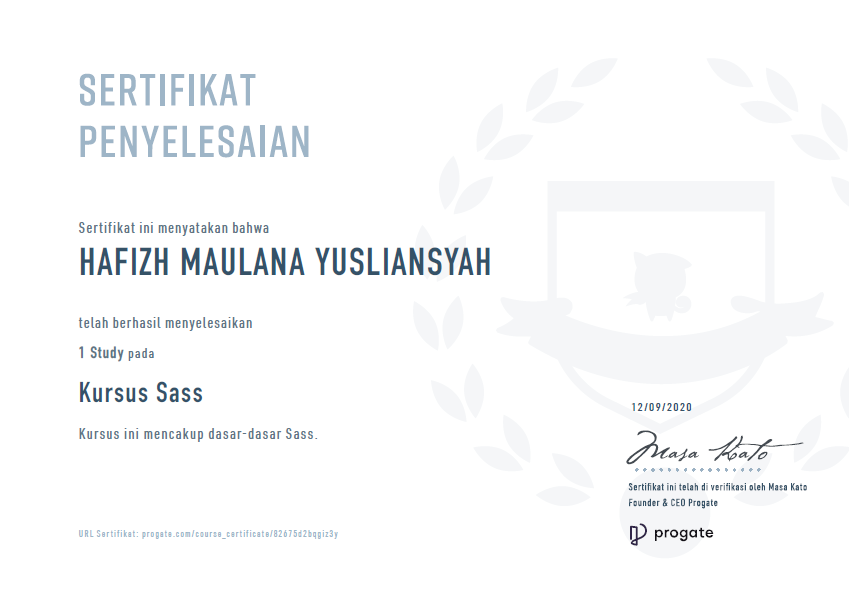 SERTIFIKAT
PENYELESAIAN
Sertifikat ini menyatakan bahwa
HAFIZH MAULANA YUSLIANSYAH
telah berhasil menyelesaikan
1 Study pada
Kursus Sass
Kursus ini mencakup dasar-dasar Sass.
12/09/2020
Masa Kato
Sertifikat ini telah di verifikasi oleh Masa Kato
Founder & CEO Progate
progate
URL Sertifikat: progate.com/course_certificate/82675d2bqgiz3y